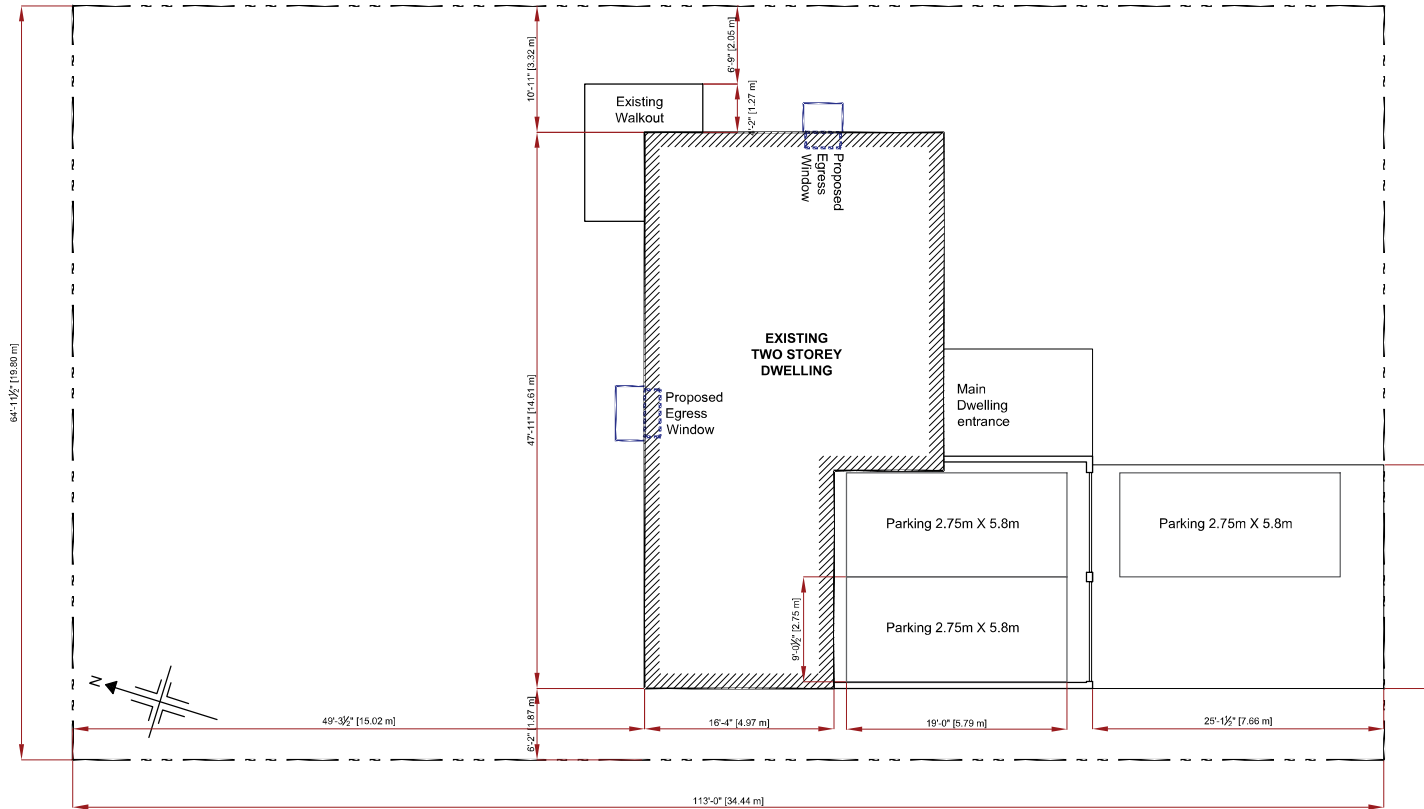 10'-11" [3.32 m]
6'-9" [2.05 m]
4'-2" [1.27 m]
Existing
Walkout
Proposed
Egress
Window
64'-11½" [19.80 m]
47'-11" [14.61 m]
EXISTING
TWO STOREY
DWELLING
Proposed
Egress
Window
Main
Dwelling
entrance
Parking 2.75m X 5.8m
Parking 2.75m X 5.8m
9'-0½" [2.75 m]
Parking 2.75m X 5.8m
N
49'-3½" [15.02 m]
6'-2" [1.87 m]
16'-4" [4.97 m]
19'-0" [5.79 m]
25'-1½" [7.66 m]
113'-0" [34.44 m]